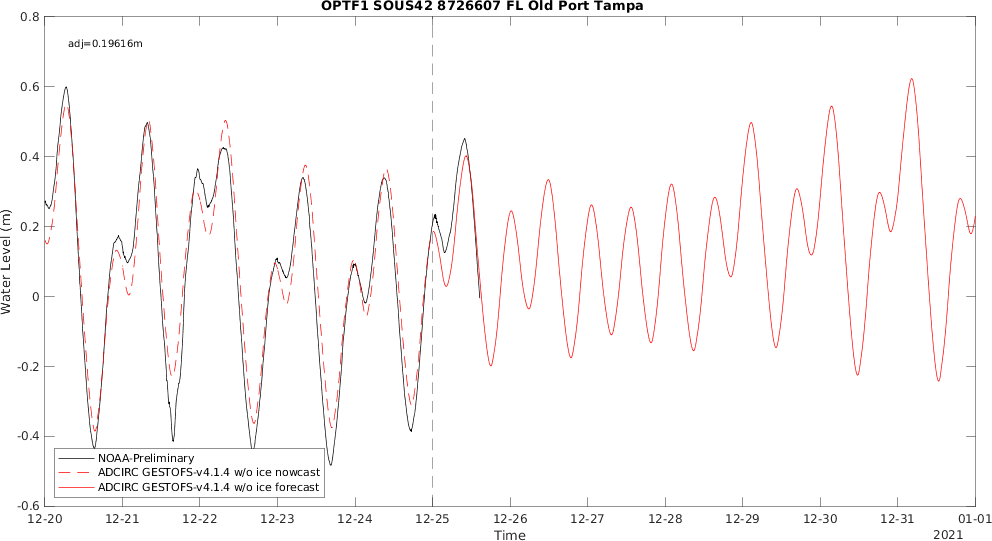 OPTF1 SOUS42 8726607 FL Old Port Tampa
adj=0.19616m
Water Level (m)
0.8
0.6
0.4
0.2
0
-0.2
-0.4
-0.6
NOAA-Preliminary
ADCIRC GESTOFS-v4.1.4 w/o ice nowcast
ADCIRC GESTOFS-v4.1.4 w/o ice forecast
12-20 12-21 12-22 12-23 12-24 12-25 12-26 12-27 12-28 12-29 12-30 12-31 01-01
Time
2021